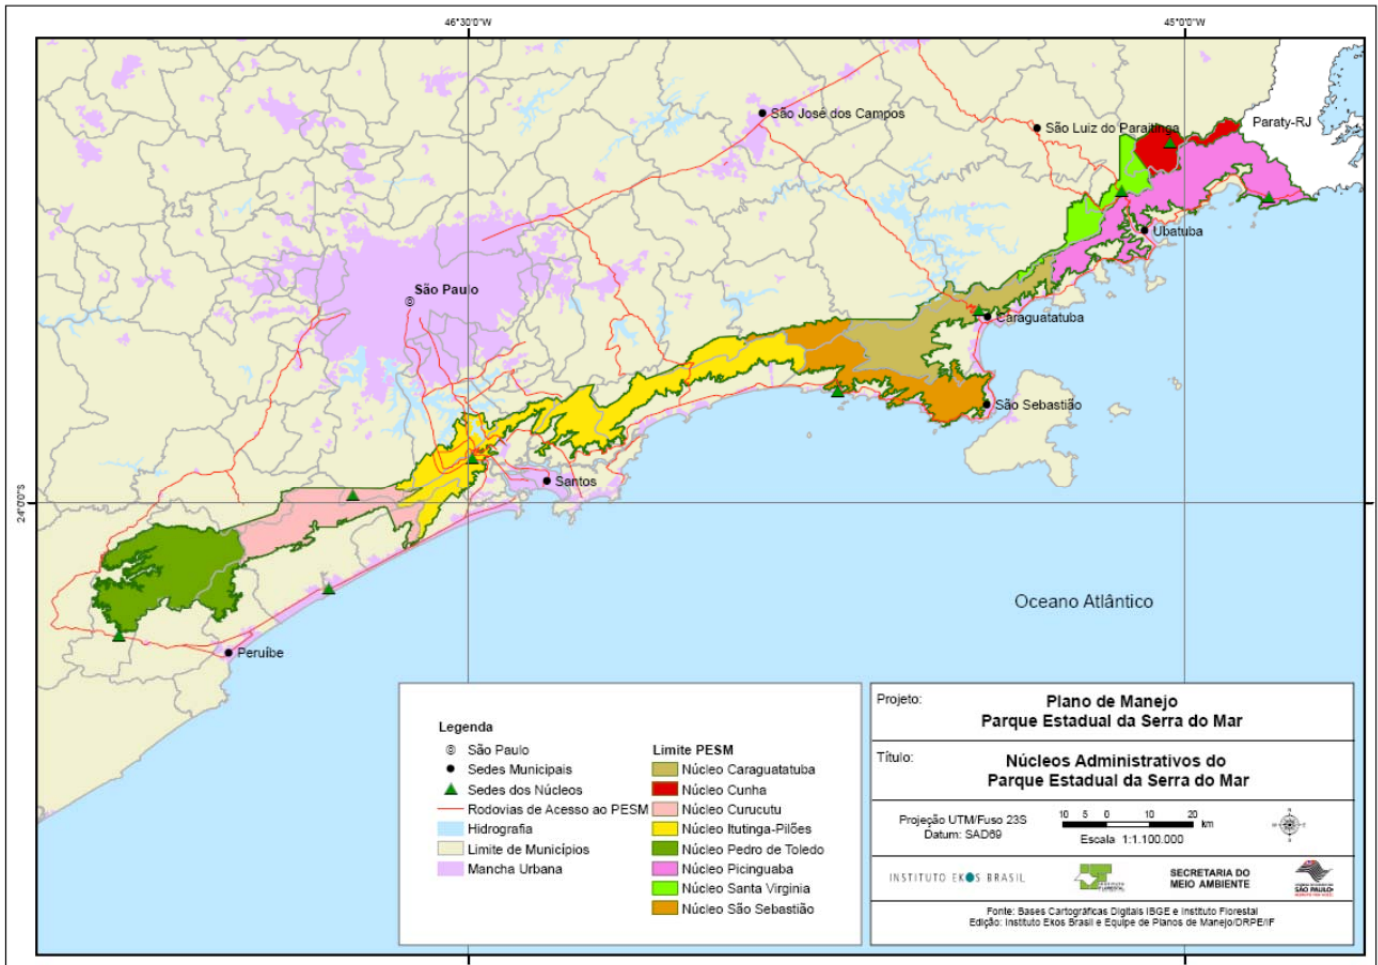 46°30'0"W
45°0'0"W
Paraty-RJ
São José dos Campos
São Luiz do Paraitinga
Ubatuba
São Paulo
Caraguatatuba
São Sebastião
Santos
24°0'0"S
Oceano Atlântico
Peruíbe
Legenda
São Paulo
Sedes Municipais
Sedes dos Núcleos
Rodovias de Acesso ao PESM
Hidrografia
Limite de Municípios
Mancha Urbana
Limite PESM
Núcleo Caraguatatuba
Núcleo Cunha
Núcleo Curucutu
Núcleo Itutinga-Pilões
Núcleo Pedro de Toledo
Núcleo Picinguaba
Núcleo Santa Virginia
Núcleo São Sebastião
Projeto:
Plano de Manejo
Parque Estadual da Serra do Mar
Título:
Núcleos Administrativos do
Parque Estadual da Serra do Mar
Projeção UTM/Fuso 23S
Datum: SAD69
10 5 0 10 20
km
Escala 1:1.100.000
INSTITUTO EKOS BRASIL
SECRETARIA DO
MEIO AMBIENTE
SÃO PAULO
Fonte: Bases Cartográficas Digitais IBGE e Instituto Florestal
Edição: Instituto Ekos Brasil e Equipe de Planos de Manejo/DRPE/IF